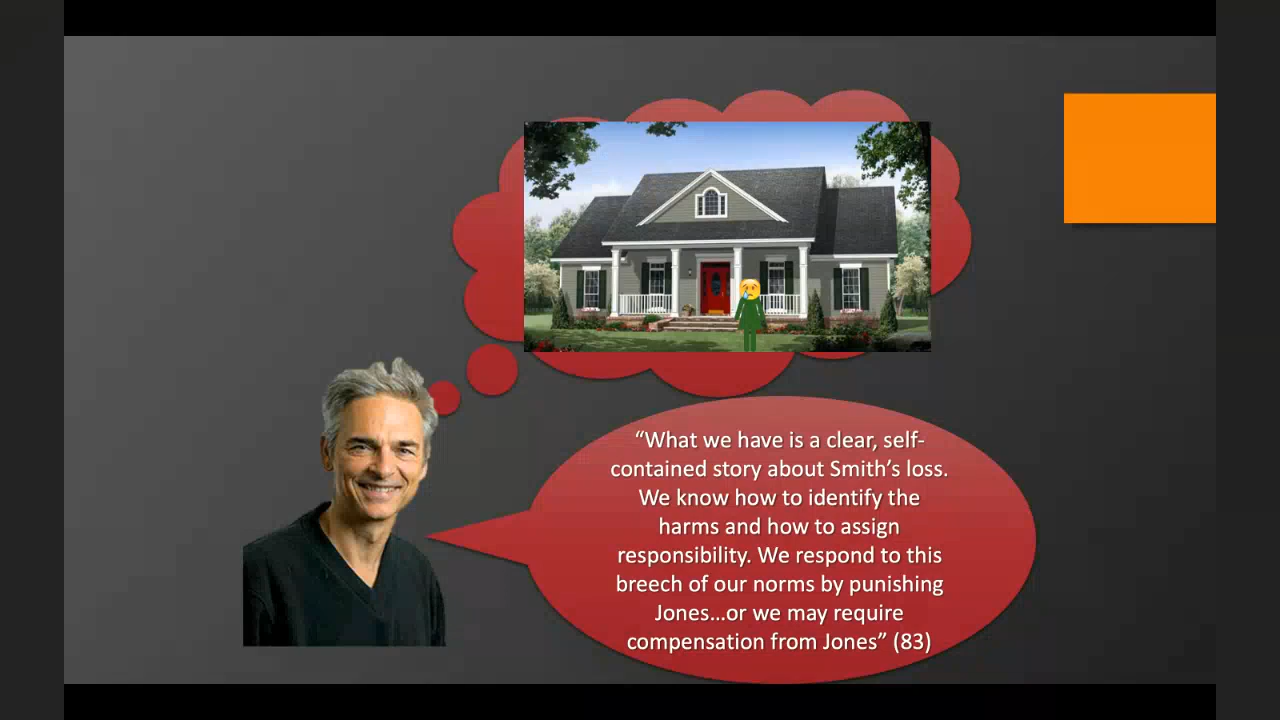 “What we have is a clear, self-
contained story about Smith’s loss.
We know how to identify the
harms and how to assign
responsibility. We respond to this
breech of our norms by punishing
Jones…or we may require
compensation from Jones” (83)